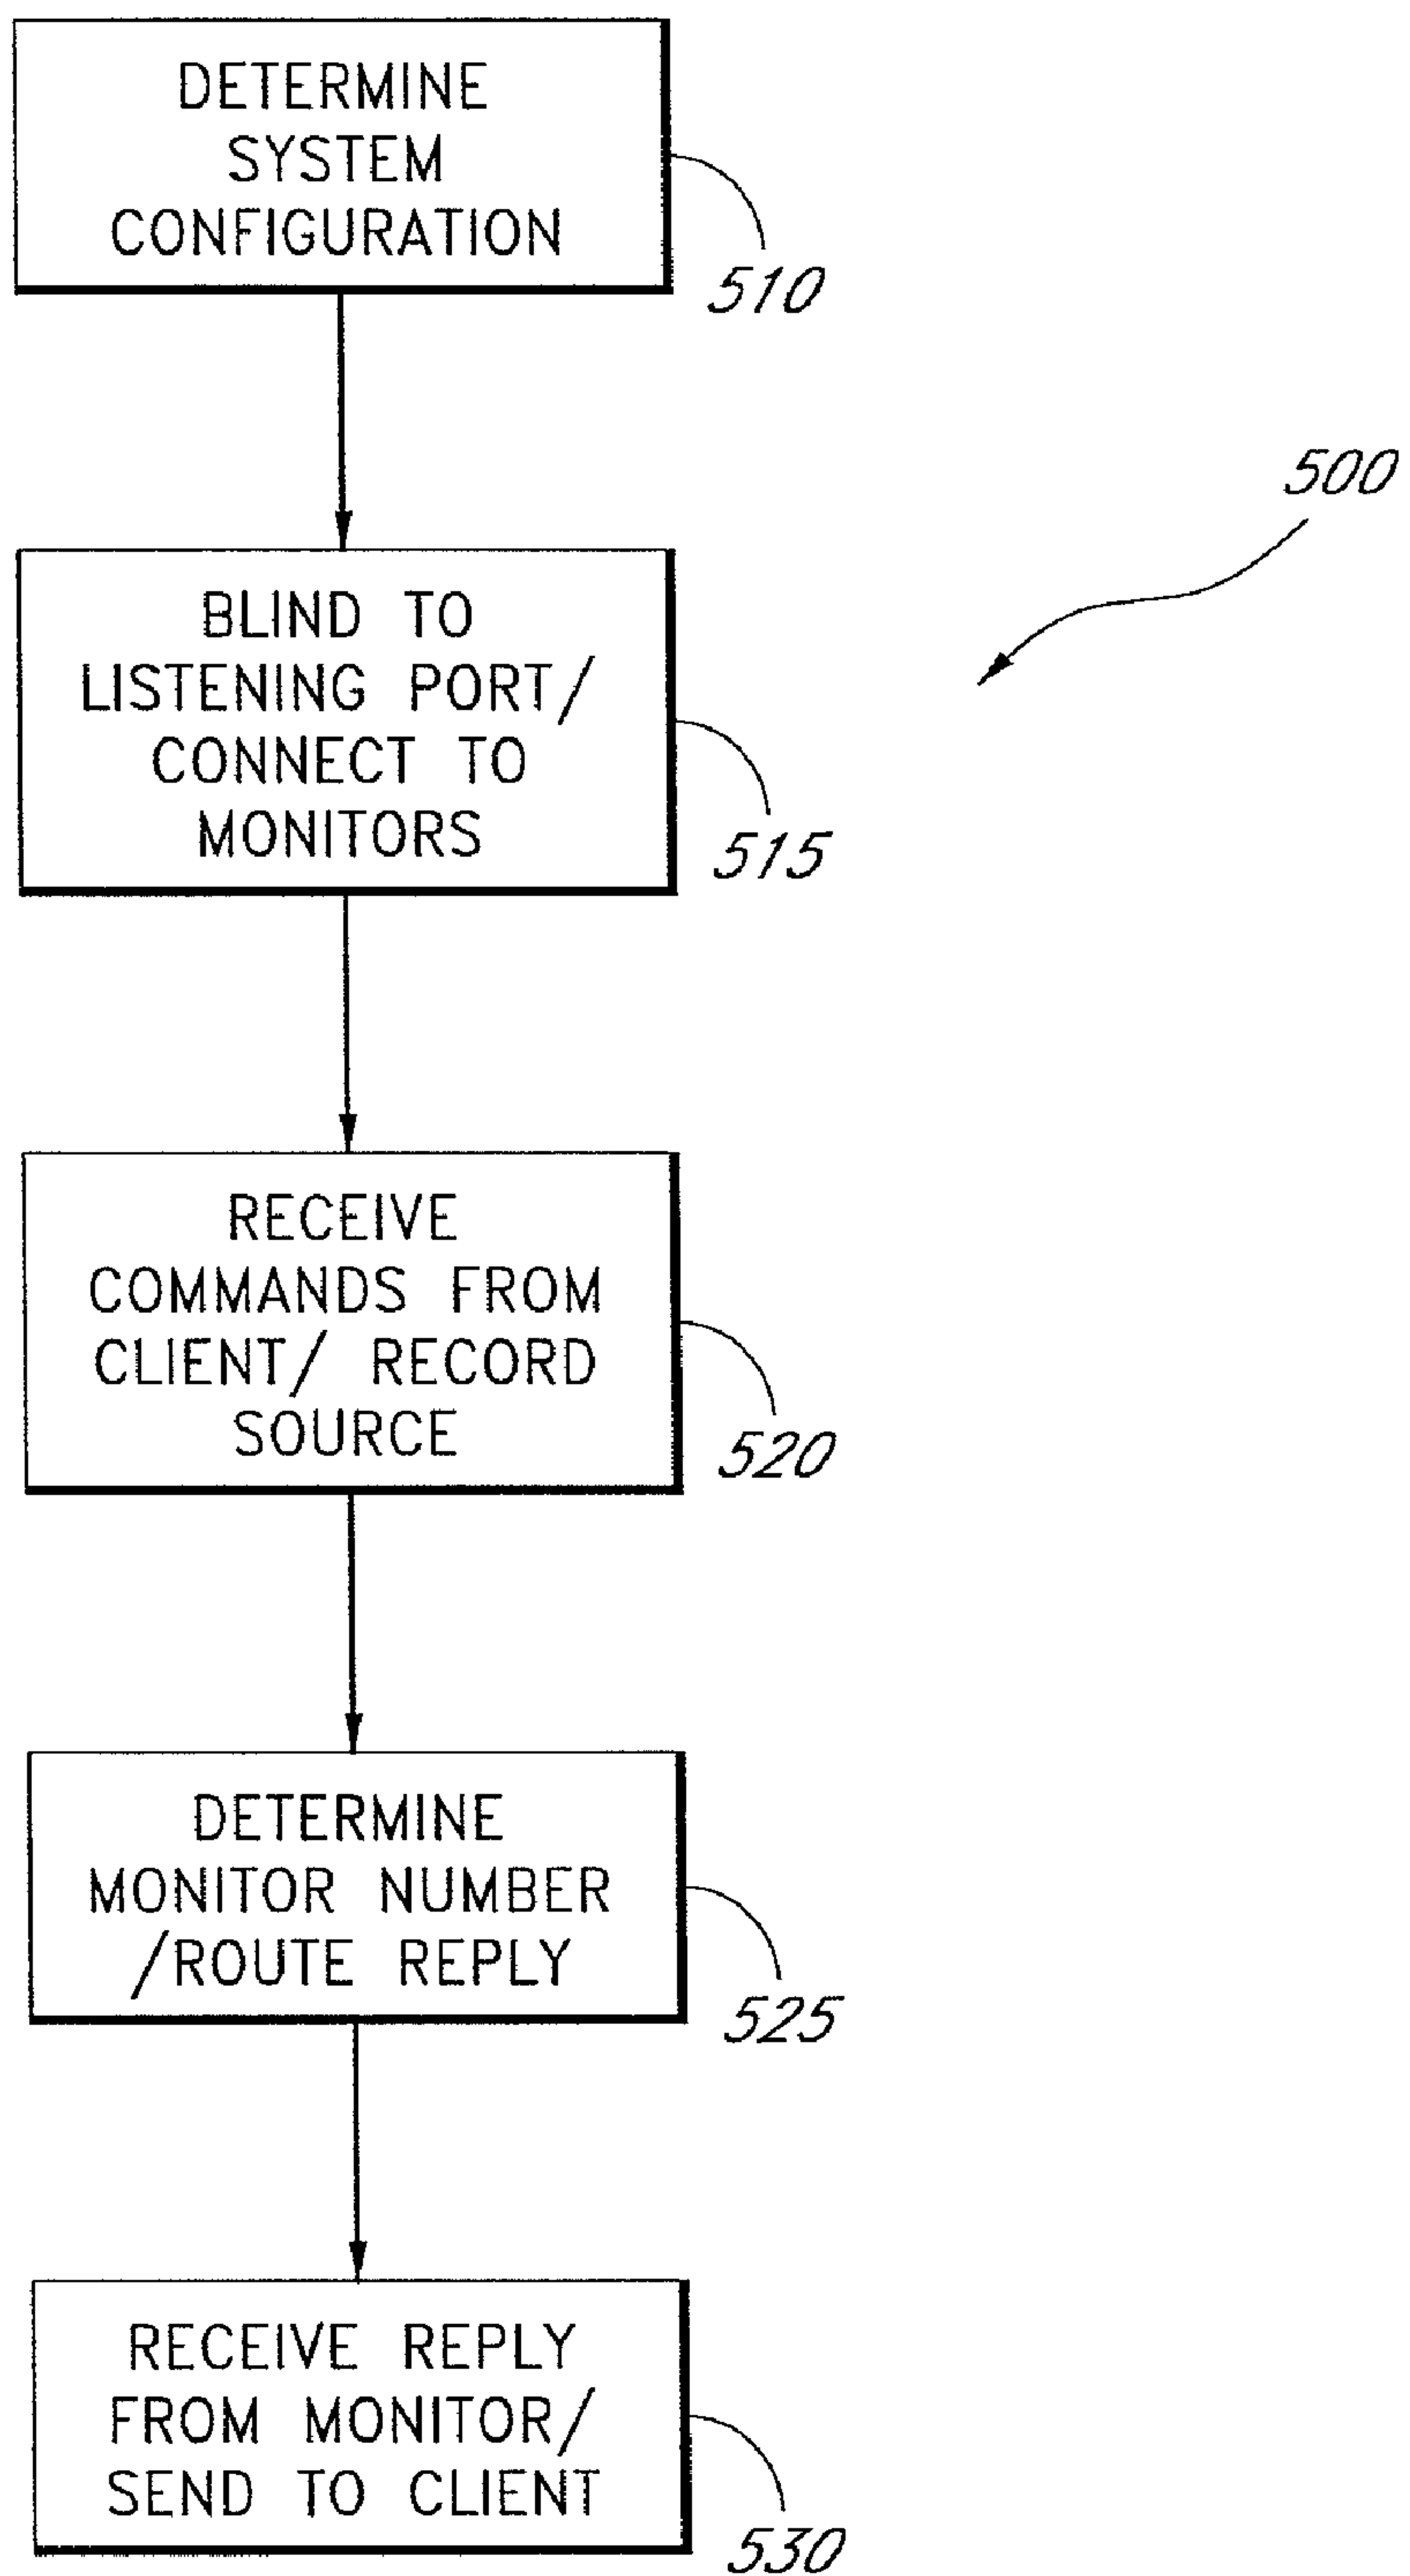 DETERMINE
SYSTEM
CONFIGURATION
510
500
BLIND TO
LISTENING PORT/
CONNECT TO
MONITORS
515
RECEIVE
COMMANDS FROM
CLIENT/ RECORD
SOURCE
520
DETERMINE
MONITOR NUMBER
/ROUTE REPLY
525
RECEIVE REPLY
FROM MONITOR/
SEND TO CLIENT
530